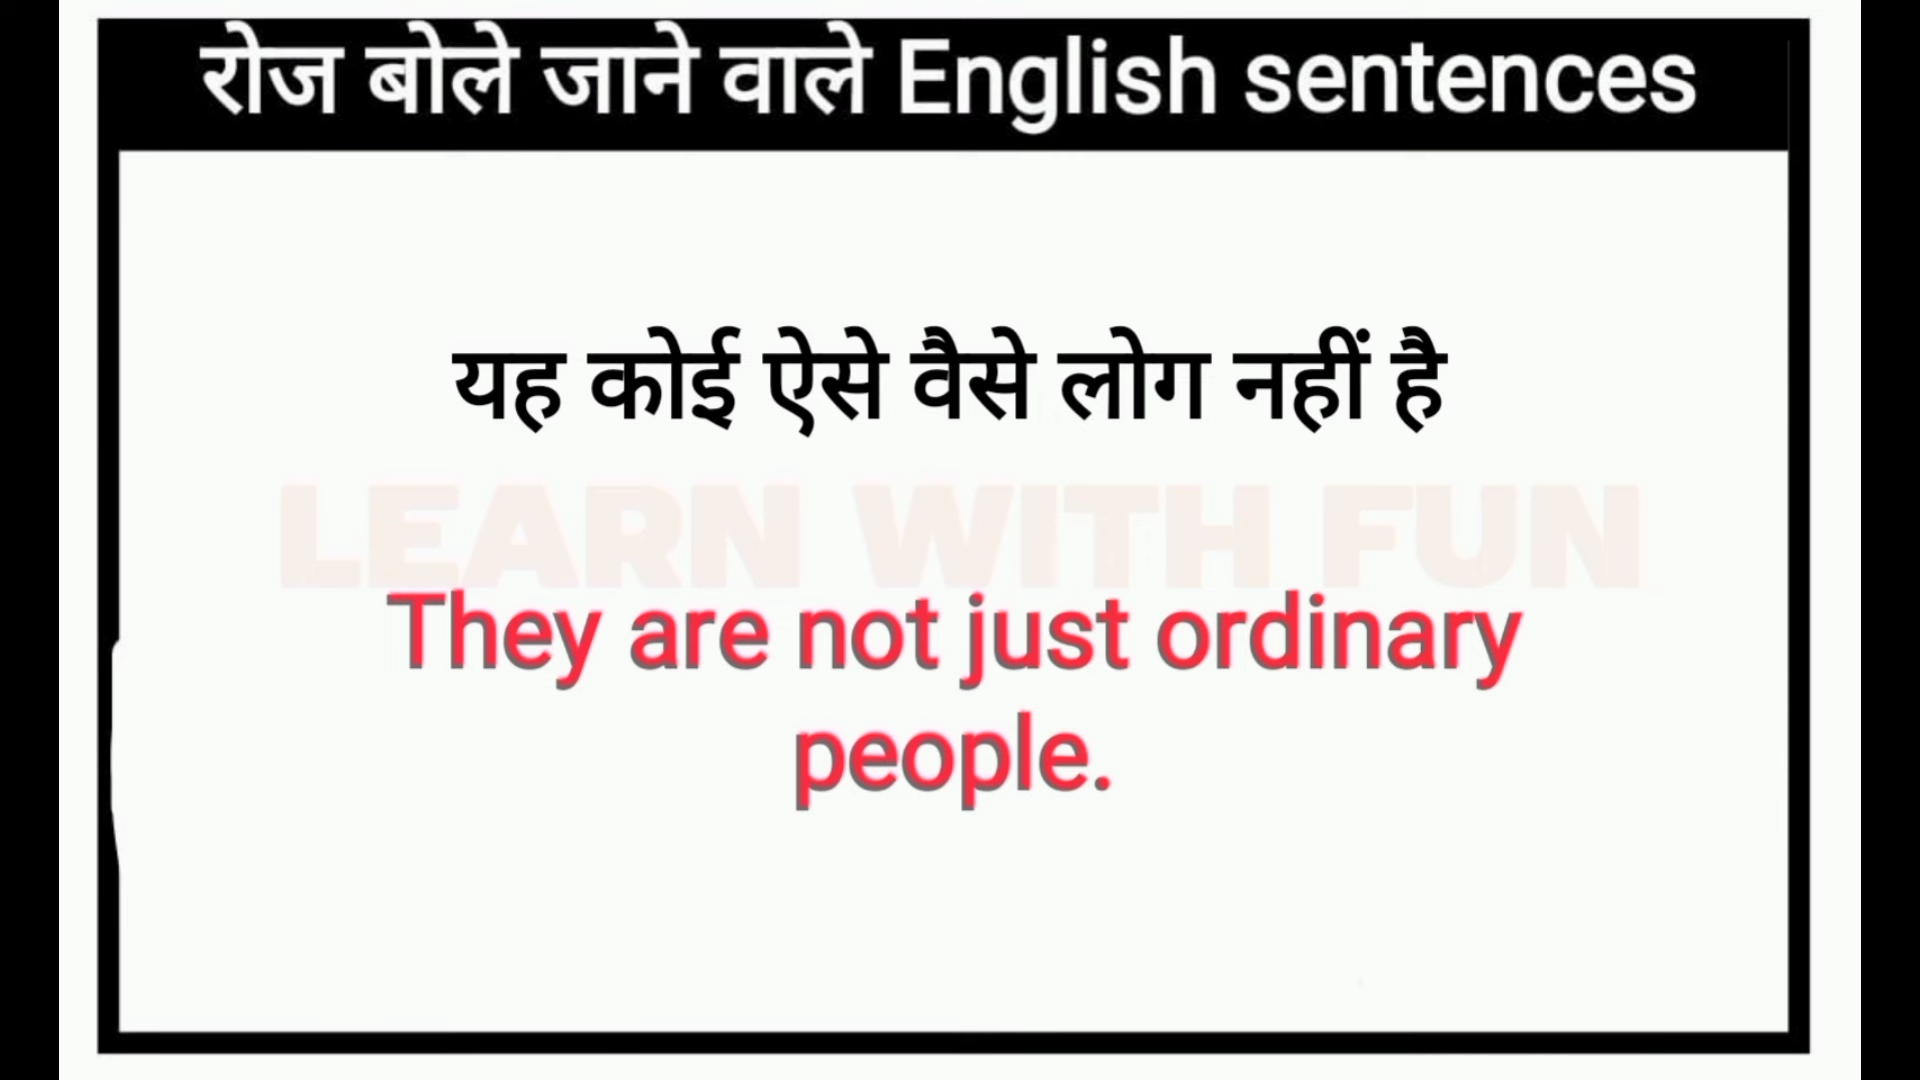 रोज बोले जाने वाले English sentences
यह कोई ऐसे वैसे लोग नहीं है
LEARN WITH FUN
They are not just ordinary
people.